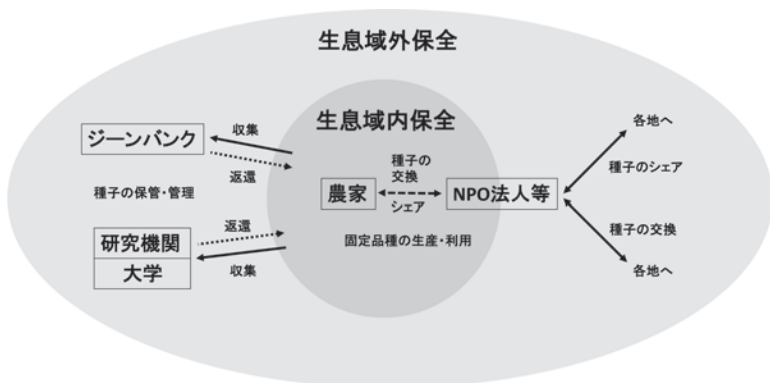 生息域外保全
生息域内保全
ジーンバンク
収集
返還
種子の保管・管理
研究機関
大学
返還
収集
農家
種子の
交換
シェア
NPO法人等
固定品種の生産・利用
各地へ
種子のシェア
種子の交換
各地へ